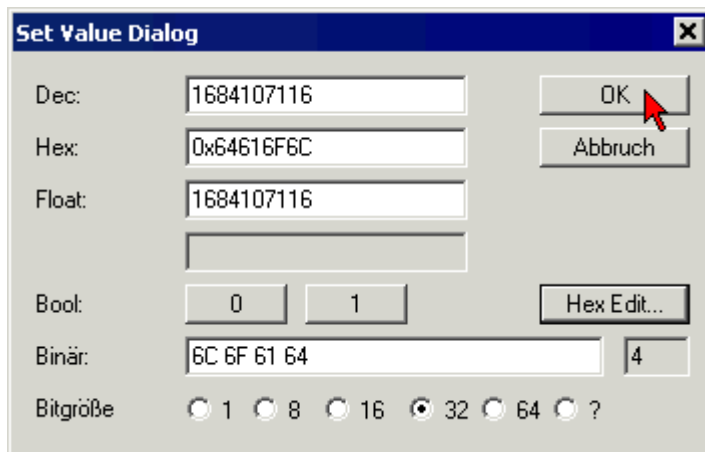 Set Value Dialog
Dec: 1684107116 OK
Hex: 0x64616F6C Abbruch
Float: 1684107116
Bool: 0 1 Hex Edit...
Binär: 6C 6F 61 64 4
Bitgröße 1 8 16 32 64 ?